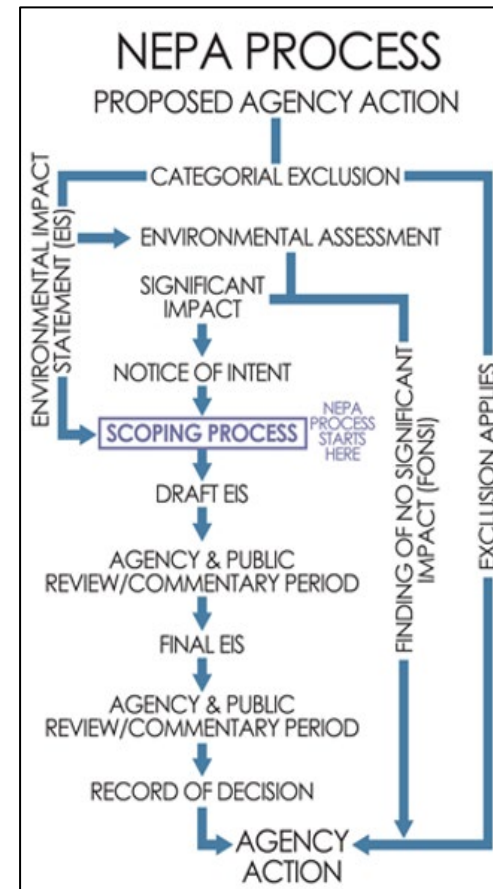 NEPA PROCESS
PROPOSED AGENCY ACTION
CATEGORIAL EXCLUSION
ENVIRONMENTAL IMPACT
STATEMENT (EIS)
ENVIRONMENTAL ASSESSMENT
SIGNIFICANT
IMPACT
NOTICE OF INTENT
SCOPING PROCESS
NEPA
PROCESS
STARTS
HERE
DRAFT EIS
AGENCY & PUBLIC
REVIEW/COMMENTARY PERIOD
FINAL EIS
AGENCY & PUBLIC
REVIEW/COMMENTARY PERIOD
RECORD OF DECISION
FINDING OF NO SIGNIFICANT
IMPACT (FONSI)
EXCLUSION APPLIES
AGENCY
ACTION